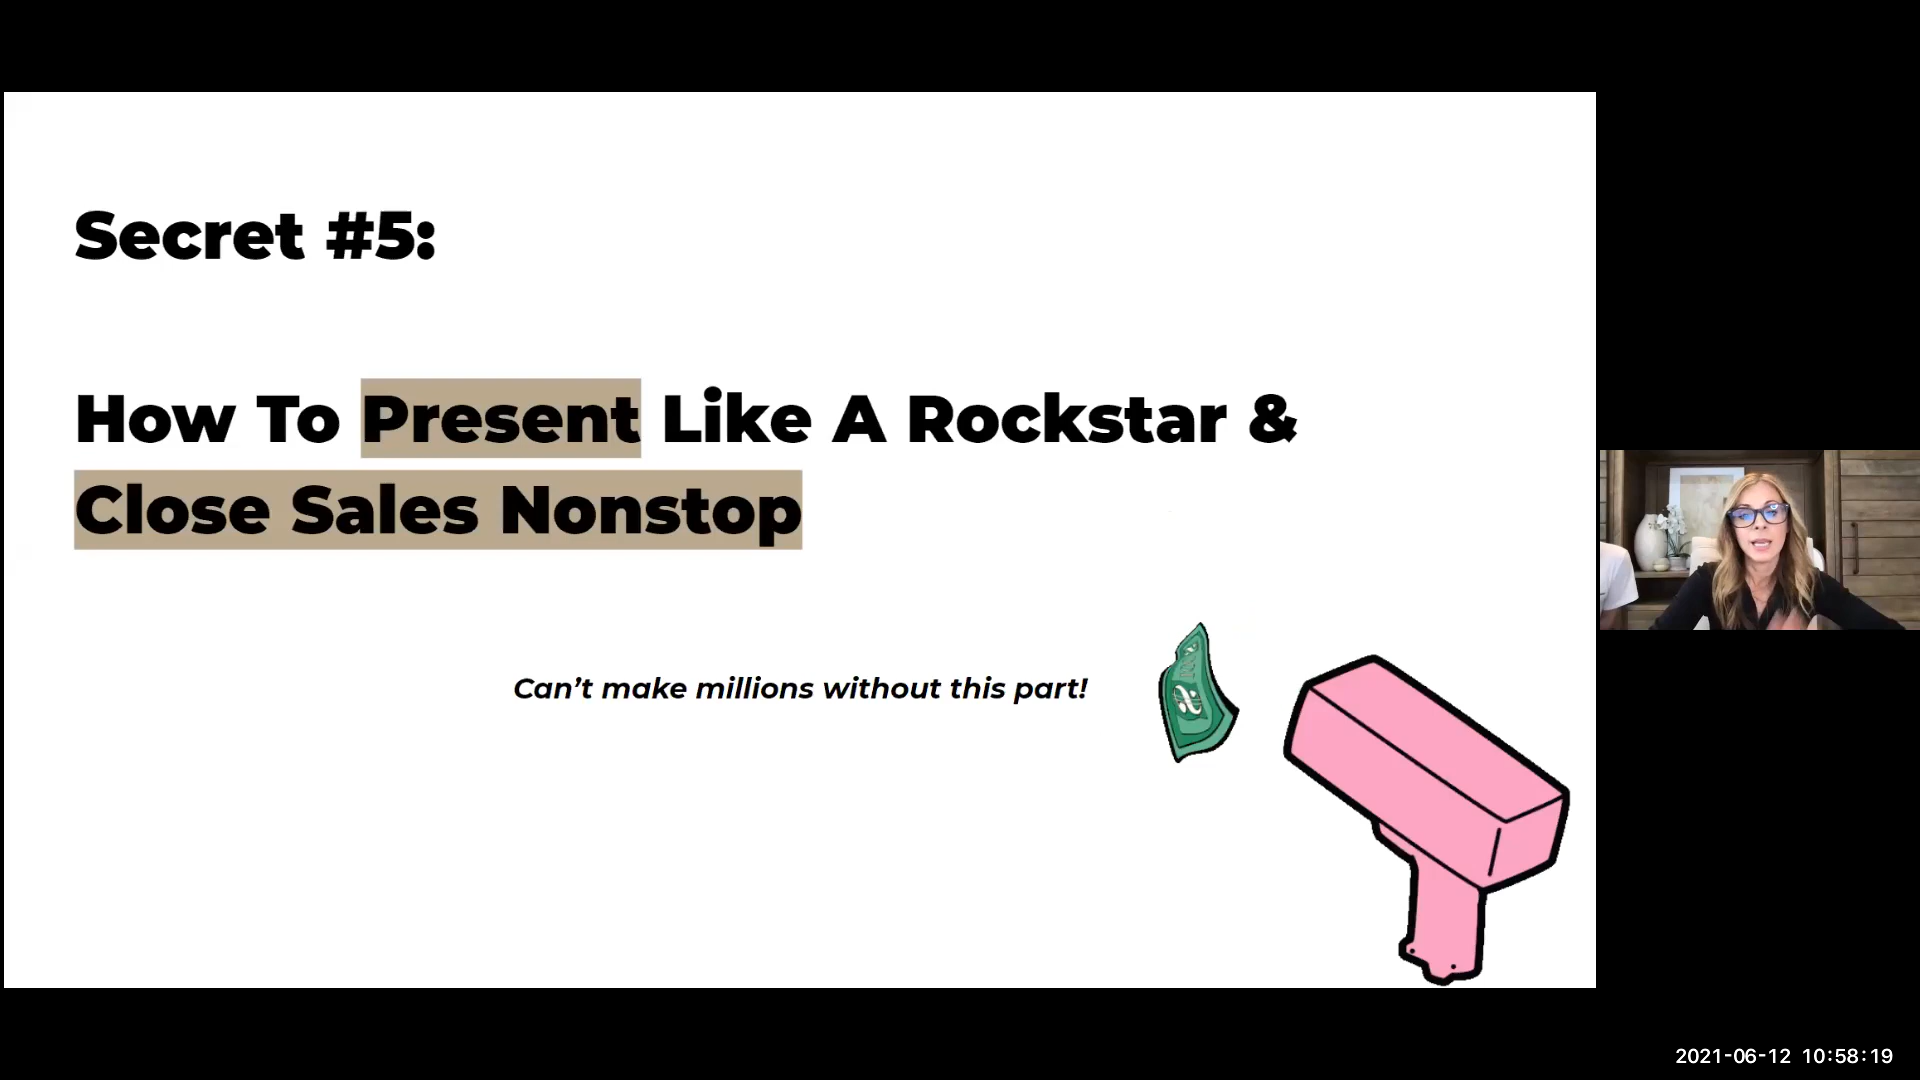 Secret #5:
How To Present Like A Rockstar &
Close Sales Nonstop
Can’t make millions without this part!
2021-06-12 10:58:19